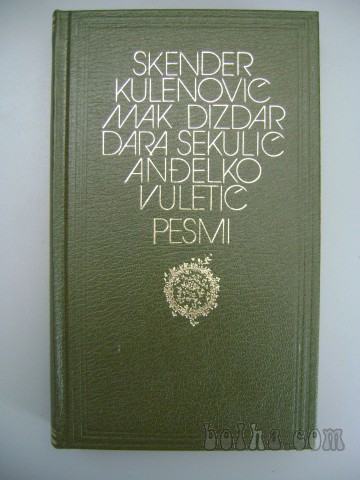 SKENDER
KULENOVIĆ
MAK DIZDAR
DARA SEKULIĆ
ANĐELKO
VULETIĆ
PESMI
bolha.com